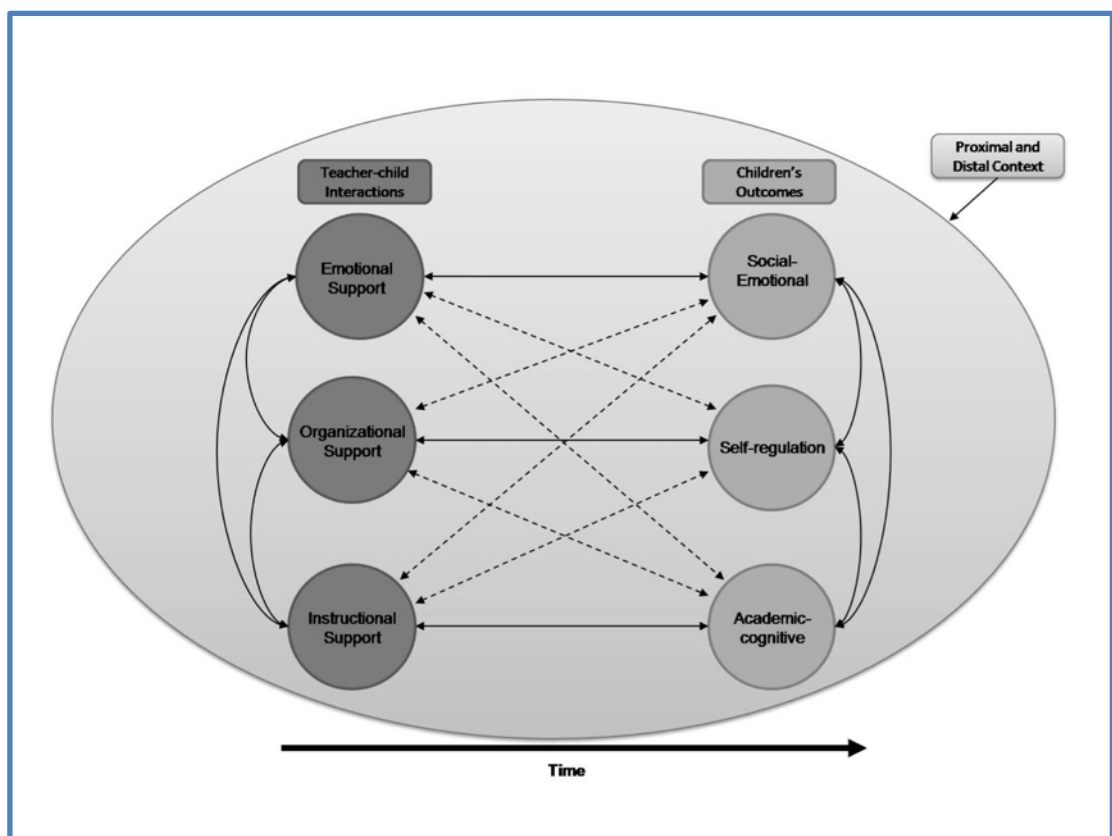 Teacher-child
Interactions
Children's
Outcomes
Proximal and
Distal Context
Emotional
Support
Social-
Emotional
Organizational
Support
Self-regulation
Instructional
Support
Academic-
cognitive
Time